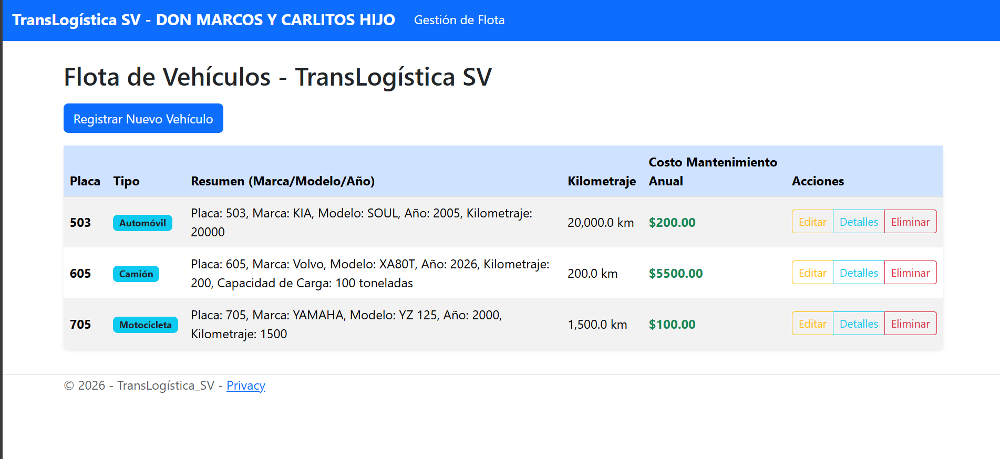 TransLogística SV - DON MARCOS Y CARLITOS HIJO Gestión de Flota
Flota de Vehículos - TransLogística SV
Registrar Nuevo Vehículo
Placa Tipo Resumen (Marca/Modelo/Año) Kilometraje Costo Mantenimiento Anual Acciones
503 Automóvil Placa: 503, Marca: KIA, Modelo: SOUL, Año: 2005, Kilometraje:
20000 20,000.0 km $200.00 Editar Detalles Eliminar
605 Camión Placa: 605, Marca: Volvo, Modelo: XA80T, Año: 2026, Kilometraje:
200, Capacidad de Carga: 100 toneladas 200.0 km $5500.00 Editar Detalles Eliminar
705 Motocicleta Placa: 705, Marca: YAMAHA, Modelo: YZ 125, Año: 2000,
Kilometraje: 1500 1,500.0 km $100.00 Editar Detalles Eliminar
© 2026 - TransLogística_SV - Privacy